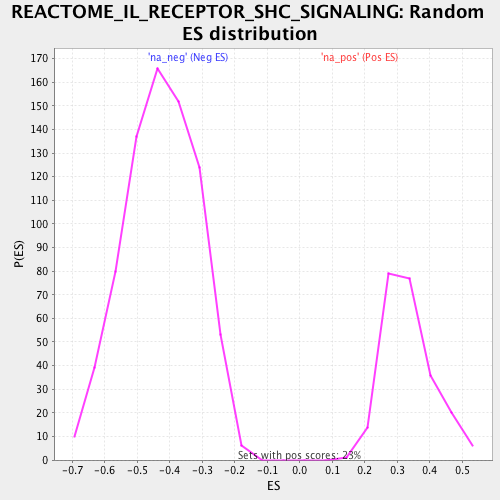 REACTOME_IL_RECEPTOR_SHC_SIGNALING: Random
ES distribution
'na_neg' (Neg ES) 'na_pos' (Pos ES)
170
160
150
140
130
120
110
100
90
80
70
60
50
40
30
20
10
0
P(ES)
Sets with pos scores: 23%
-0.7 -0.6 -0.5 -0.4 -0.3 -0.2 -0.1 0.0 0.1 0.2 0.3 0.4 0.5
ES